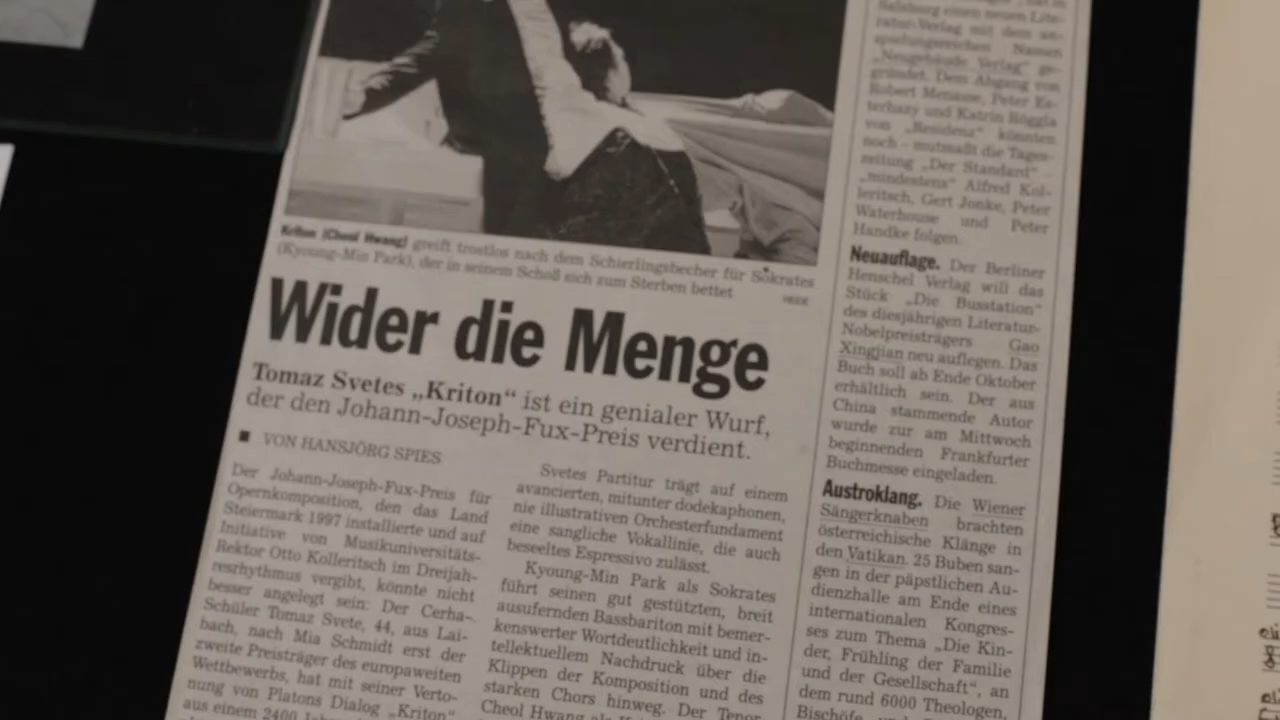 Kriton (Cheol Hwang) greift trostlos nach dem Schierlingsbecher für Sokrates
(Kyoung-Min Park), der in seinem Schoß sich zum Sterben bettet
Wider die Menge
Tomaz Svetes „Kriton“ ist ein genialer Wurf,
der den Johann-Joseph-Fux-Preis verdient.
■ VON HANSJÖRG SPIES
Der Johann-Joseph-Fux-Preis für
Opernkomposition, den das Land
Steiermark 1997 installierte und auf
Initiative von Musikuniversitäts-
Rektor Otto Kolleritsch im Dreijah-
resrhythmus vergibt, könnte nicht
besser angelegt sein: Der Cerha-
Schüler Tomaz Svete, 44, aus Lai-
bach, nach Mia Schmidt erst der
zweite Preisträger des europaweiten
Wettbewerbs, hat mit seiner Verto-
nung von Platons Dialog „Kriton“
aus einem 2400
Svetes Partitur trägt auf einem
avancierten, mitunter dodekaphonen,
nie illustrativen Orchesterfundament
eine sangliche Vokallinie, die auch
beseeltes Espressivo zulässt.
Kyoung-Min Park als Sokrates
führt seinen gut gestützten, breit
ausufernden Bassbariton mit bemer-
kenswerter Wortdeutlichkeit und in-
tellektuellem Nachdruck über die
Klippen der Komposition und des
starken Chors hinweg. Der Tenor
Cheol Hwang als
Salzburg einen neuen Lite-
ratur-Verlag mit dem an-
spielungsreichen Namen
„Neugebäude Verlag“ ge-
gründet. Dem Abgang von
Robert Menasse, Peter Es-
terhazy und Katrin Röggla
von „Residenz“ könnten
noch – mutmaßt die Tages-
zeitung „Der Standard“ –
„mindestens“ Alfred Kol-
leritsch, Gert Jonke, Peter
Waterhouse und Peter
Handke folgen.
Neuauflage. Der Berliner
Henschel Verlag will das
Stück „Die Busstation“
des diesjährigen Literatur-
Nobelpreisträgers Gao
Xingjian neu auflegen. Das
Buch soll ab Ende Oktober
erhältlich sein. Der aus
China stammende Autor
wurde zur am Mittwoch
beginnenden Frankfurter
Buchmesse eingeladen.
Austroklang. Die Wiener
Sängerknaben brachten
österreichische Klänge in
den Vatikan. 25 Buben san-
gen in der päpstlichen Au-
dienzhalle am Ende eines
internationalen Kongres-
ses zum Thema „Die Kin-
der, Frühling der Familie
und der Gesellschaft“, an
dem rund 6000 Theologen,
Bischöfe und